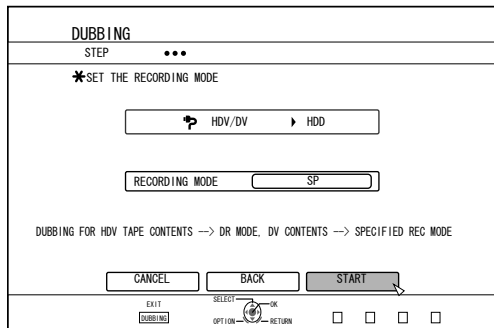 DUBBING
STEP
SET THE RECORDING MODE
HDV/DV HDD
RECORDING MODE SP
DUBBING FOR HDV TAPE CONTENTS --> DR MODE, DV CONTENTS --> SPECIFIED REC MODE
CANCEL BACK START
EXIT
DUBBING
SELECT
OK
OPTION
RETURN